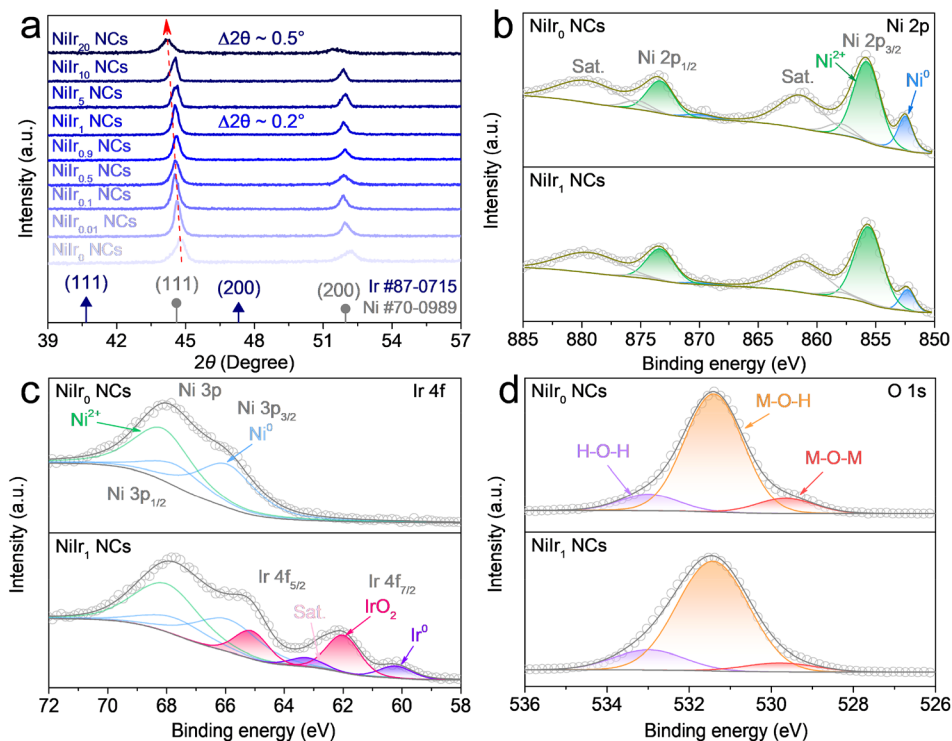 a
NiIr20 NCs
Δ2θ ~ 0.5°
NiIr10 NCs
NiIr5 NCs
NiIr1 NCs
Δ2θ ~ 0.2°
NiIr0.9 NCs
NiIr0.5 NCs
NiIr0.1 NCs
NiIr0.01 NCs
NiIr0 NCs
(111)
(111)
(200)
(200)
Ir #87-0715
Ni #70-0989
39 42 45 48 51 54 57
2θ (Degree)
Intensity (a.u.)
b
NiIr0 NCs
Ni 2p
Ni 2p3/2
Sat.
Ni 2p1/2
Sat.
Ni2+
Ni0
NiIr1 NCs
885 880 875 870 865 860 855 850
Binding energy (eV)
Intensity (a.u.)
c
NiIr0 NCs
Ni 3p
Ir 4f
Ni2+
Ni 3p3/2
Ni0
Ni 3p1/2
NiIr1 NCs
Ir 4f5/2
Ir 4f7/2
Sat.
IrO2
Ir0
72 70 68 66 64 62 60 58
Binding energy (eV)
Intensity (a.u.)
d
NiIr0 NCs
O 1s
M-O-H
H-O-H
M-O-M
NiIr1 NCs
536 534 532 530 528 526
Binding energy (eV)
Intensity (a.u.)